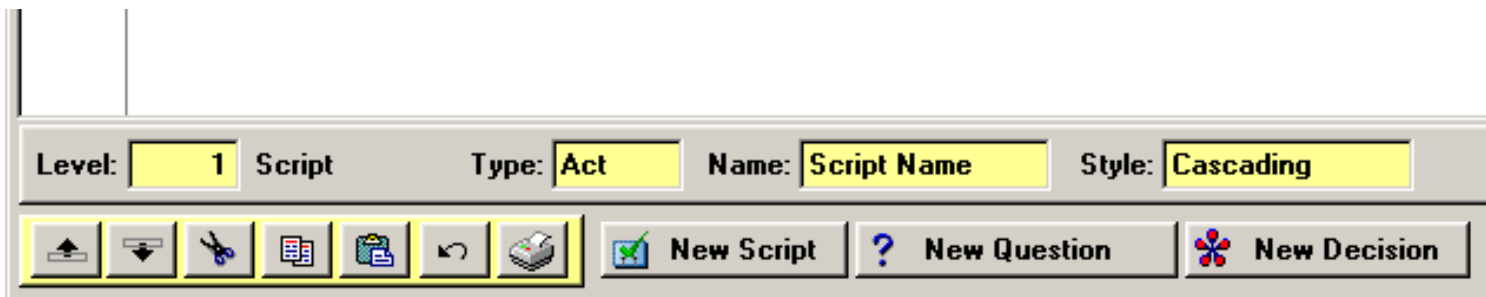 Level: 1 Script Type: Act Name: Script Name Style: Cascading
New Script ? New Question New Decision